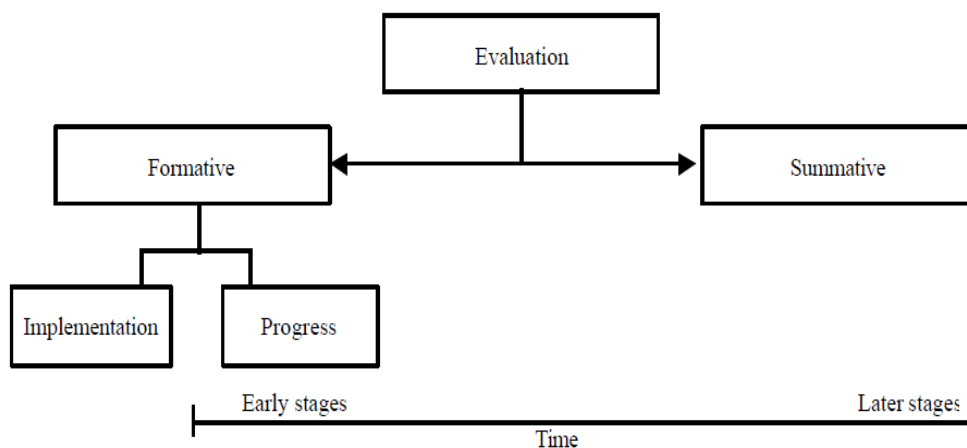 Evaluation
Formative
Summative
Implementation
Progress
Early stages
Later stages
Time